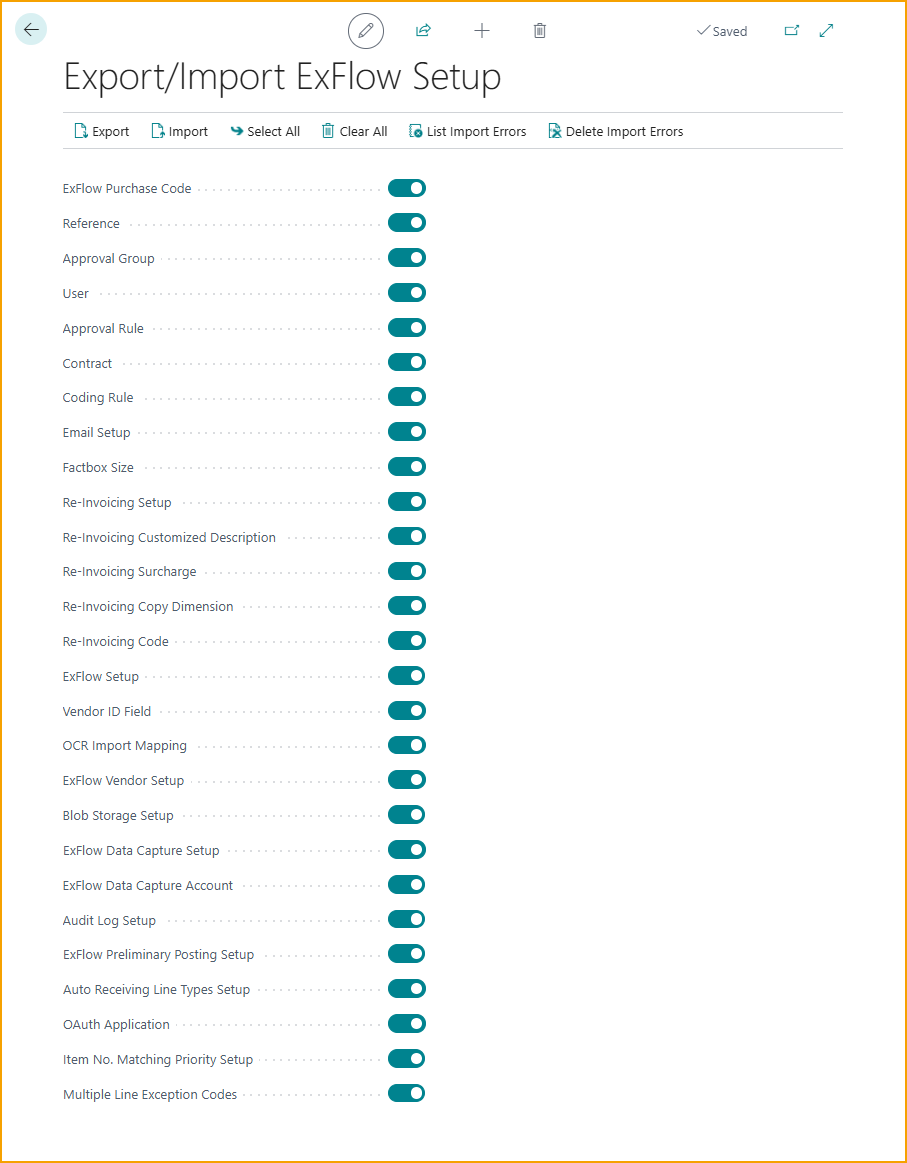 Saved
Export/Import ExFlow Setup
Export Import Select All Clear All List Import Errors Delete Import Errors
ExFlow Purchase Code
Reference
Approval Group
User
Approval Rule
Contract
Coding Rule
Email Setup
Factbox Size
Re-Invoicing Setup
Re-Invoicing Customized Description
Re-Invoicing Surcharge
Re-Invoicing Copy Dimension
Re-Invoicing Code
ExFlow Setup
Vendor ID Field
OCR Import Mapping
ExFlow Vendor Setup
Blob Storage Setup
ExFlow Data Capture Setup
ExFlow Data Capture Account
Audit Log Setup
ExFlow Preliminary Posting Setup
Auto Receiving Line Types Setup
OAuth Application
Item No. Matching Priority Setup
Multiple Line Exception Codes